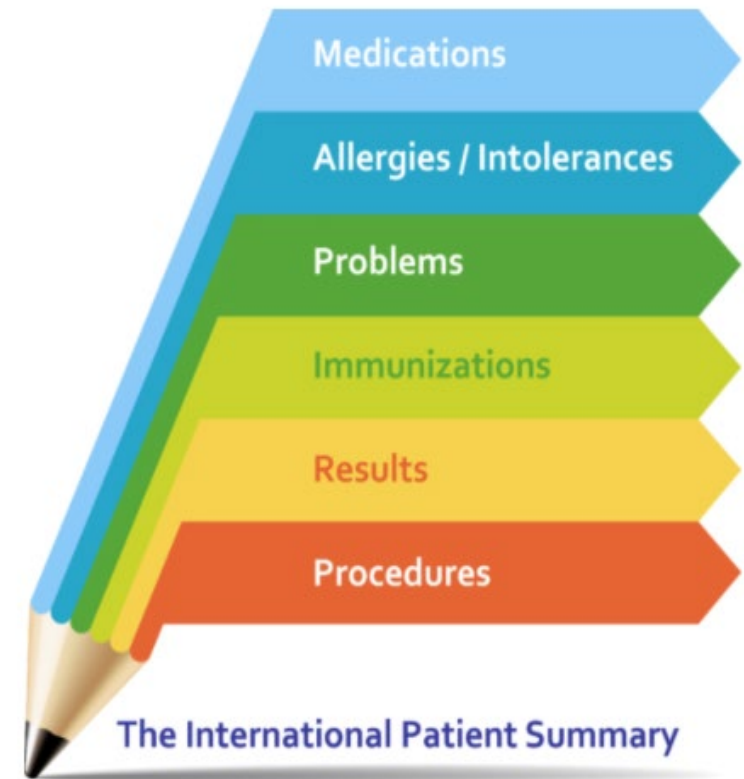 Medications
Allergies / Intolerances
Problems
Immunizations
Results
Procedures
The International Patient Summary